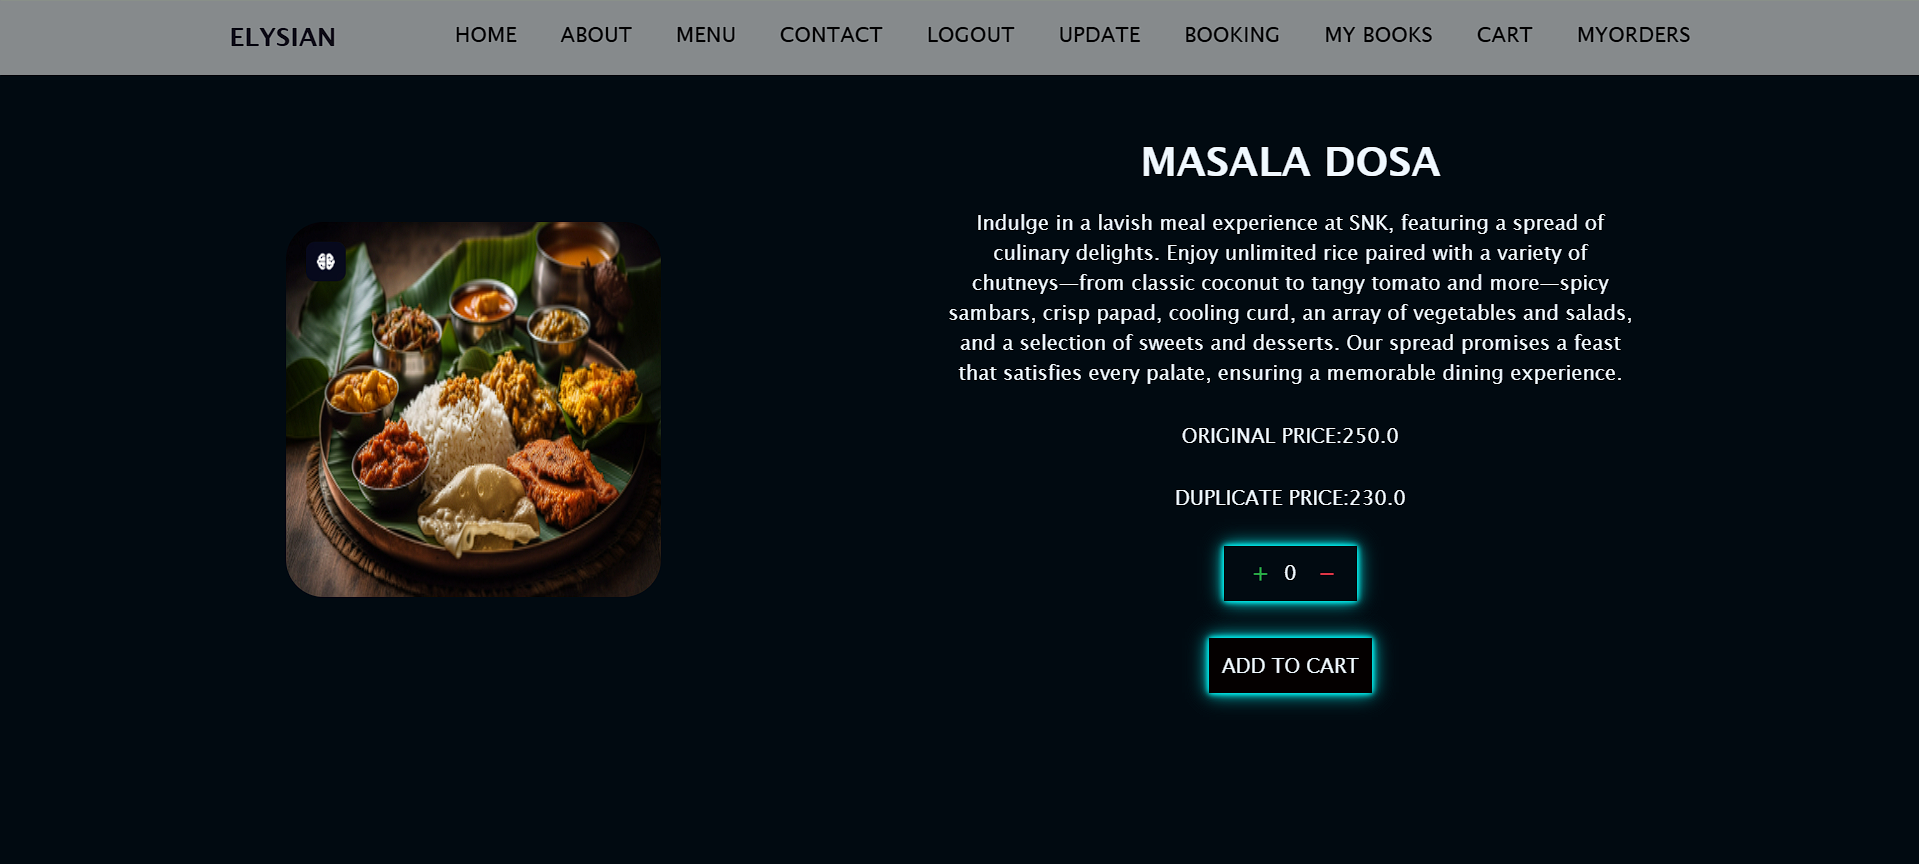 ELYSIAN HOME ABOUT MENU CONTACT LOGOUT UPDATE BOOKING MY BOOKS CART MYORDERS
MASALA DOSA
Indulge in a lavish meal experience at SNK, featuring a spread of
culinary delights. Enjoy unlimited rice paired with a variety of
chutneys—from classic coconut to tangy tomato and more—spicy
sambars, crisp papad, cooling curd, an array of vegetables and salads,
and a selection of sweets and desserts. Our spread promises a feast
that satisfies every palate, ensuring a memorable dining experience.
ORIGINAL PRICE:250.0
DUPLICATE PRICE:230.0
+ 0 −
ADD TO CART